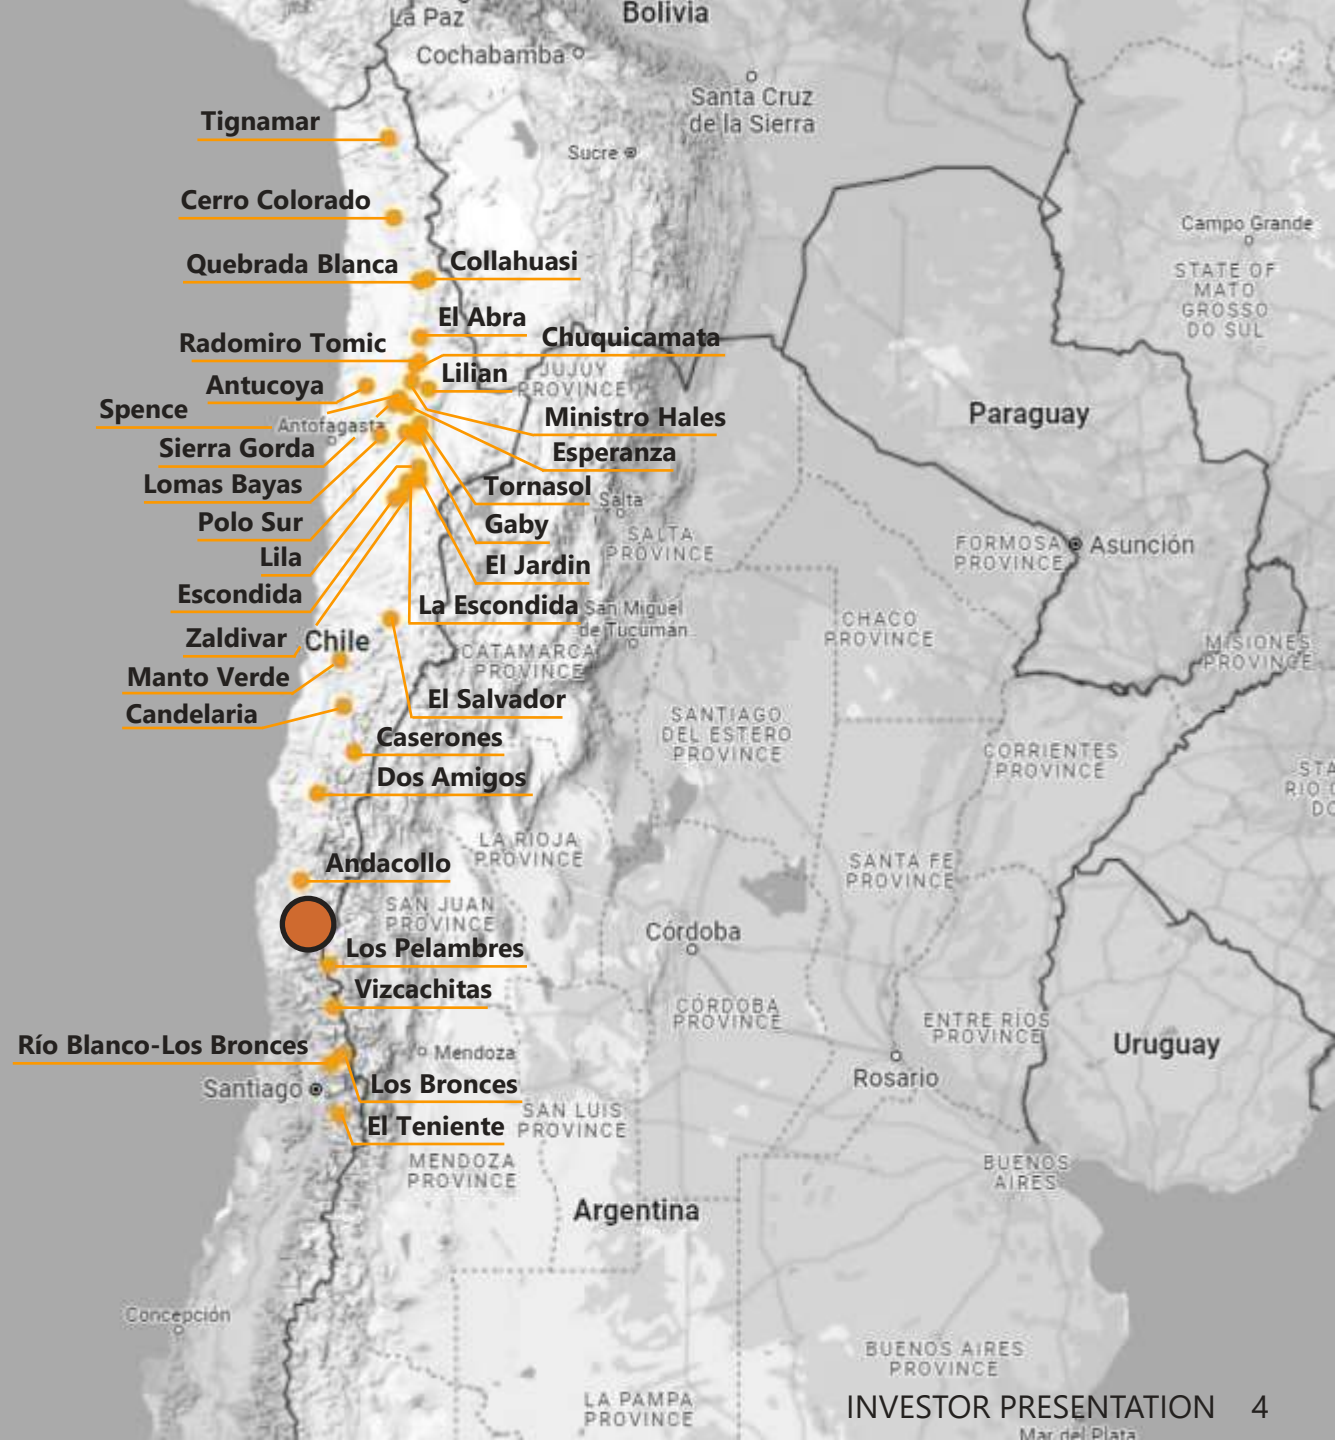 La Paz
Bolivia
Cochabamba
Santa Cruz
de la Sierra
Tignamar
Sucre
Cerro Colorado
Campo Grande
Quebrada Blanca
Collahuasi
STATE OF
MATO
GROSSO
DO SUL
El Abra
Radomiro Tomic
Chuquicamata
Antucoya
Lilian
JUJUY
PROVINCE
Spence
Antofagasta
Ministro Hales
Paraguay
Sierra Gorda
Esperanza
Lomas Bayas
Tornasol
Salta
Polo Sur
Gaby
SALTA
PROVINCE
FORMOSA
PROVINCE
Asunción
Lila
El Jardin
Escondida
La Escondida
San Miguel
de Tucumán
CHACO
PROVINCE
Zaldivar
Chile
CATAMARCA
PROVINCE
MISIONES
PROVINCE
Manto Verde
El Salvador
Candelaria
SANTIAGO
DEL ESTERO
PROVINCE
Caserones
CORRIENTES
PROVINCE
Dos Amigos
STA
RIO
DO
LA RIOJA
PROVINCE
Andacollo
SANTA FE
PROVINCE
SAN JUAN
PROVINCE
Córdoba
Los Pelambres
Vizcachitas
CÓRDOBA
PROVINCE
ENTRE RÍOS
PROVINCE
Río Blanco-Los Bronces
Mendoza
Uruguay
Santiago
Los Bronces
Rosario
El Teniente
SAN LUIS
PROVINCE
MENDOZA
PROVINCE
BUENOS
AIRES
Argentina
Concepción
BUENOS AIRES
PROVINCE
LA PAMPA
PROVINCE
INVESTOR PRESENTATION 4
Mar del Plata